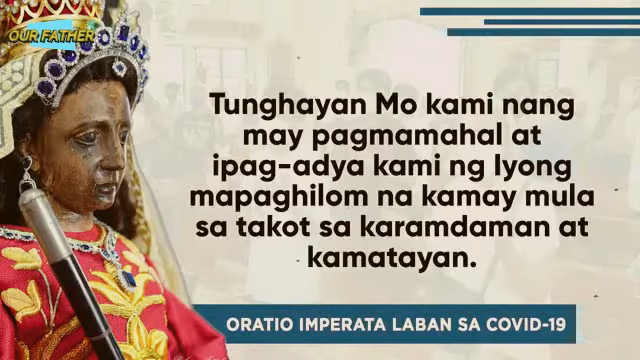 OUR FATHER
Tunghayan Mo kami nang
may pagmamahal at
ipag-adya kami ng Iyong
mapaghilom na kamay mula
sa takot sa karamdaman at
kamatayan.
ORATIO IMPERATA LABAN SA COVID-19